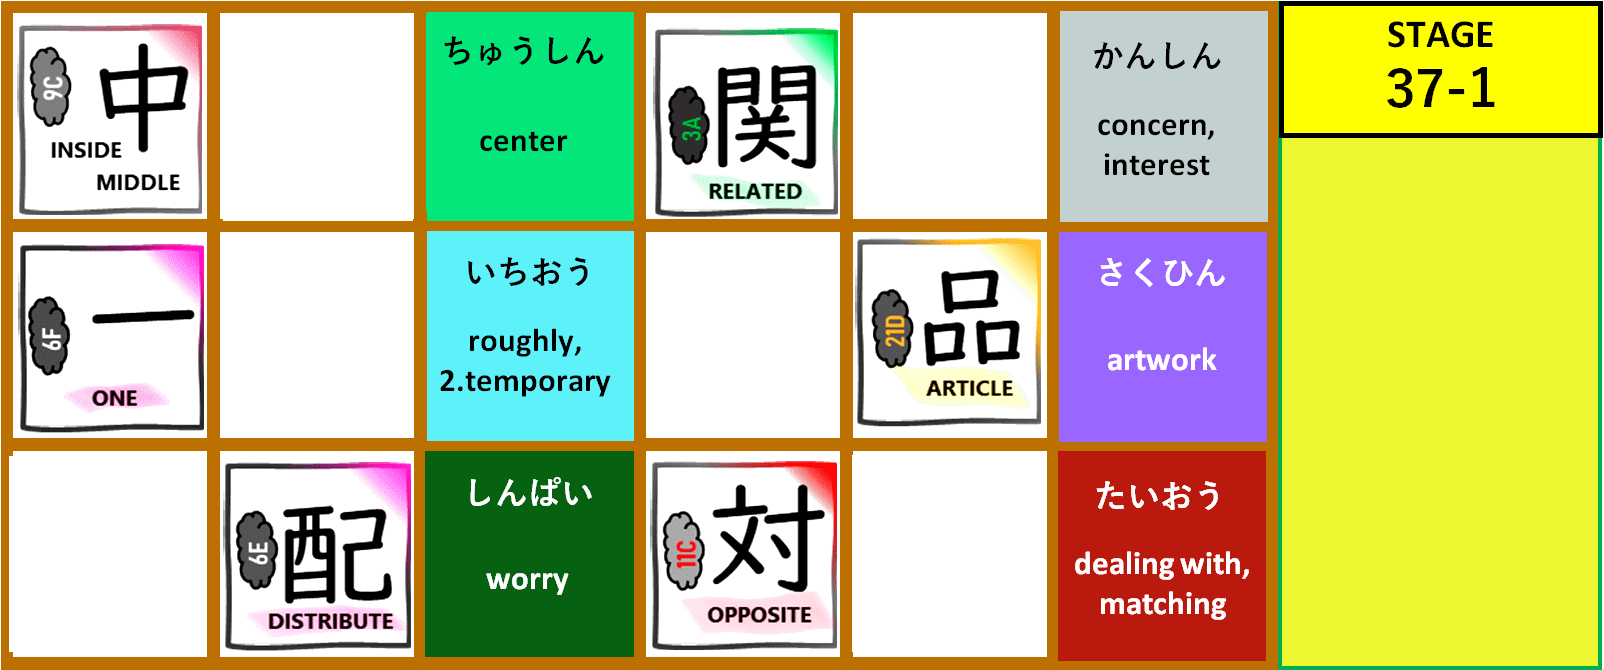 9C
中
INSIDE
MIDDLE
ちゅうしん
center
3A
関
RELATED
かんしん
concern,
interest
STAGE
37-1
6F
一
ONE
いちおう
roughly,
2.temporary
21D
品
ARTICLE
さくひん
artwork
6E
配
DISTRIBUTE
しんぱい
worry
11C
対
OPPOSITE
たいおう
dealing with,
matching